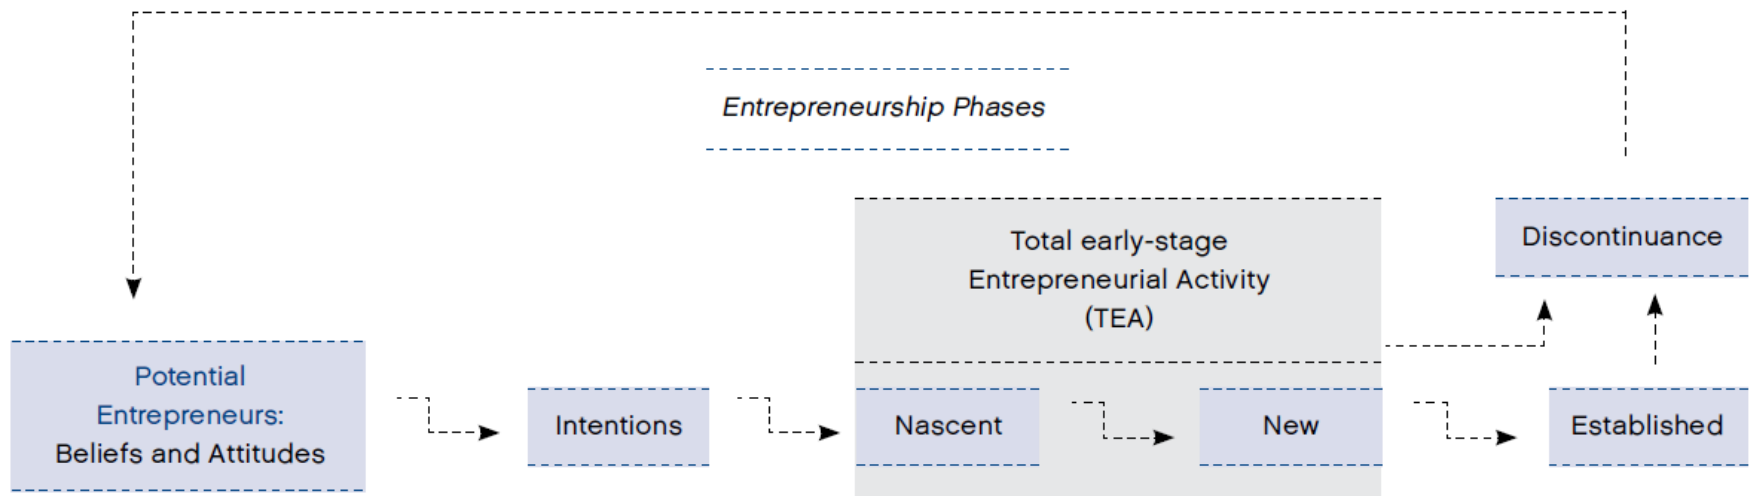 Entrepreneurship Phases
Total early-stage
Entrepreneurial Activity
(TEA)
Discontinuance
Potential
Entrepreneurs:
Beliefs and Attitudes
Intentions
Nascent
New
Established